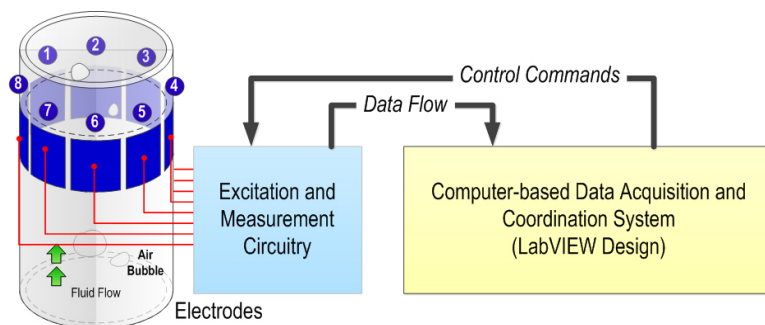 1
2
3
8
4
7
5
6
Control Commands
Data Flow
Excitation and
Measurement
Circuitry
Computer-based Data Acquisition and
Coordination System
(LabVIEW Design)
Air
Bubble
Fluid Flow
Electrodes